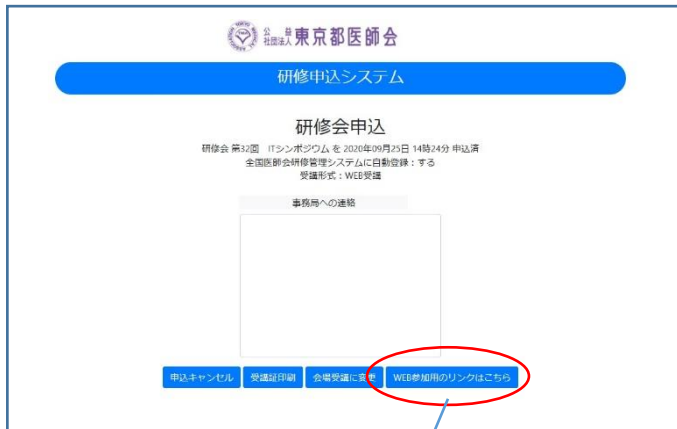 公益社団法人東京都医師会
研修申込システム
研修会申込
研修会 第32回 ITシンポジウム を 2020年09月25日 14時24分 申込済
全国医師会研修管理システムに自動登録：する
受講形式：WEB受講
事務局への連絡
申込キャンセル 受講証印刷 会場受講に変更 WEB参加用のリンクはこちら